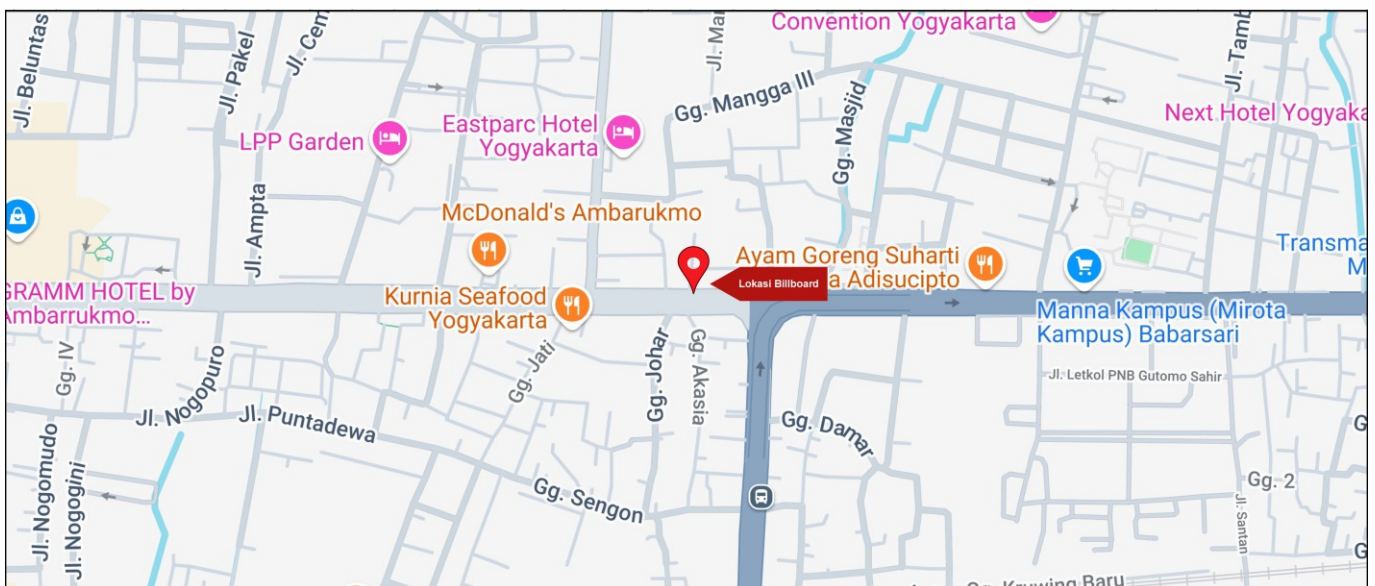 Jl. Beluntas
Jl. Pakel
Jl. Cem
Jl. Ma
Convention Yogyakarta
Jl. Tamb
Gg. Mangga III
Gg. Masjid
Next Hotel Yogyaka
LPP Garden
Eastparc Hotel
Yogyakarta
Jl. Ampta
McDonald's Ambarukmo
Ayam Goreng Suharti
a Adisucipto
Lokasi Billboard
Transma
M
GRAMM HOTEL by
Ambarrukmo...
Kurnia Seafood
Yogyakarta
Manna Kampus (Mirota
Kampus) Babarsari
Gg. IV
Jl. Nogopuro
Gg. Jati
Gg. Johar
Gg. Akasia
Jl. Letkol PNB Gutomo Sahir
Jl. Puntadewa
Gg. Damar
G
Jl. Nogomudo
Jl. Nogogini
Gg. Sengon
Gg. 2
Jl. Santan
G
Gg. Kruwing Baru